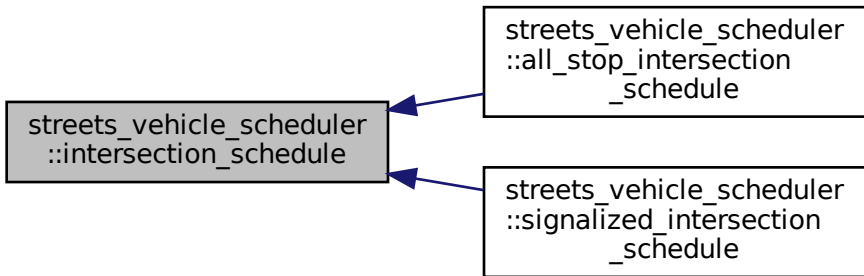 streets_vehicle_scheduler
::all_stop_intersection
_schedule
streets_vehicle_scheduler
::intersection_schedule
streets_vehicle_scheduler
::signalized_intersection
_schedule